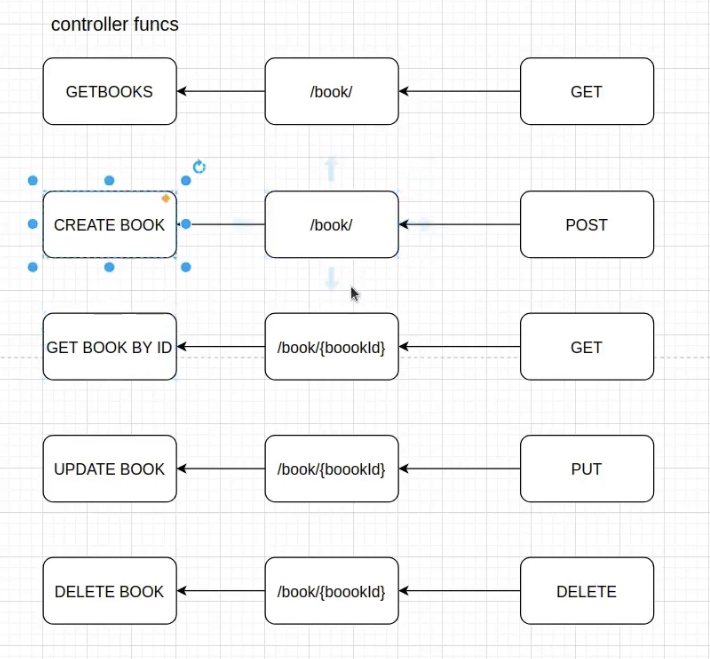 controller funcs
GETBOOKS
/book/
GET
CREATE BOOK
/book/
POST
GET BOOK BY ID
/book/{boookId}
GET
UPDATE BOOK
/book/{boookId}
PUT
DELETE BOOK
/book/{boookId}
DELETE